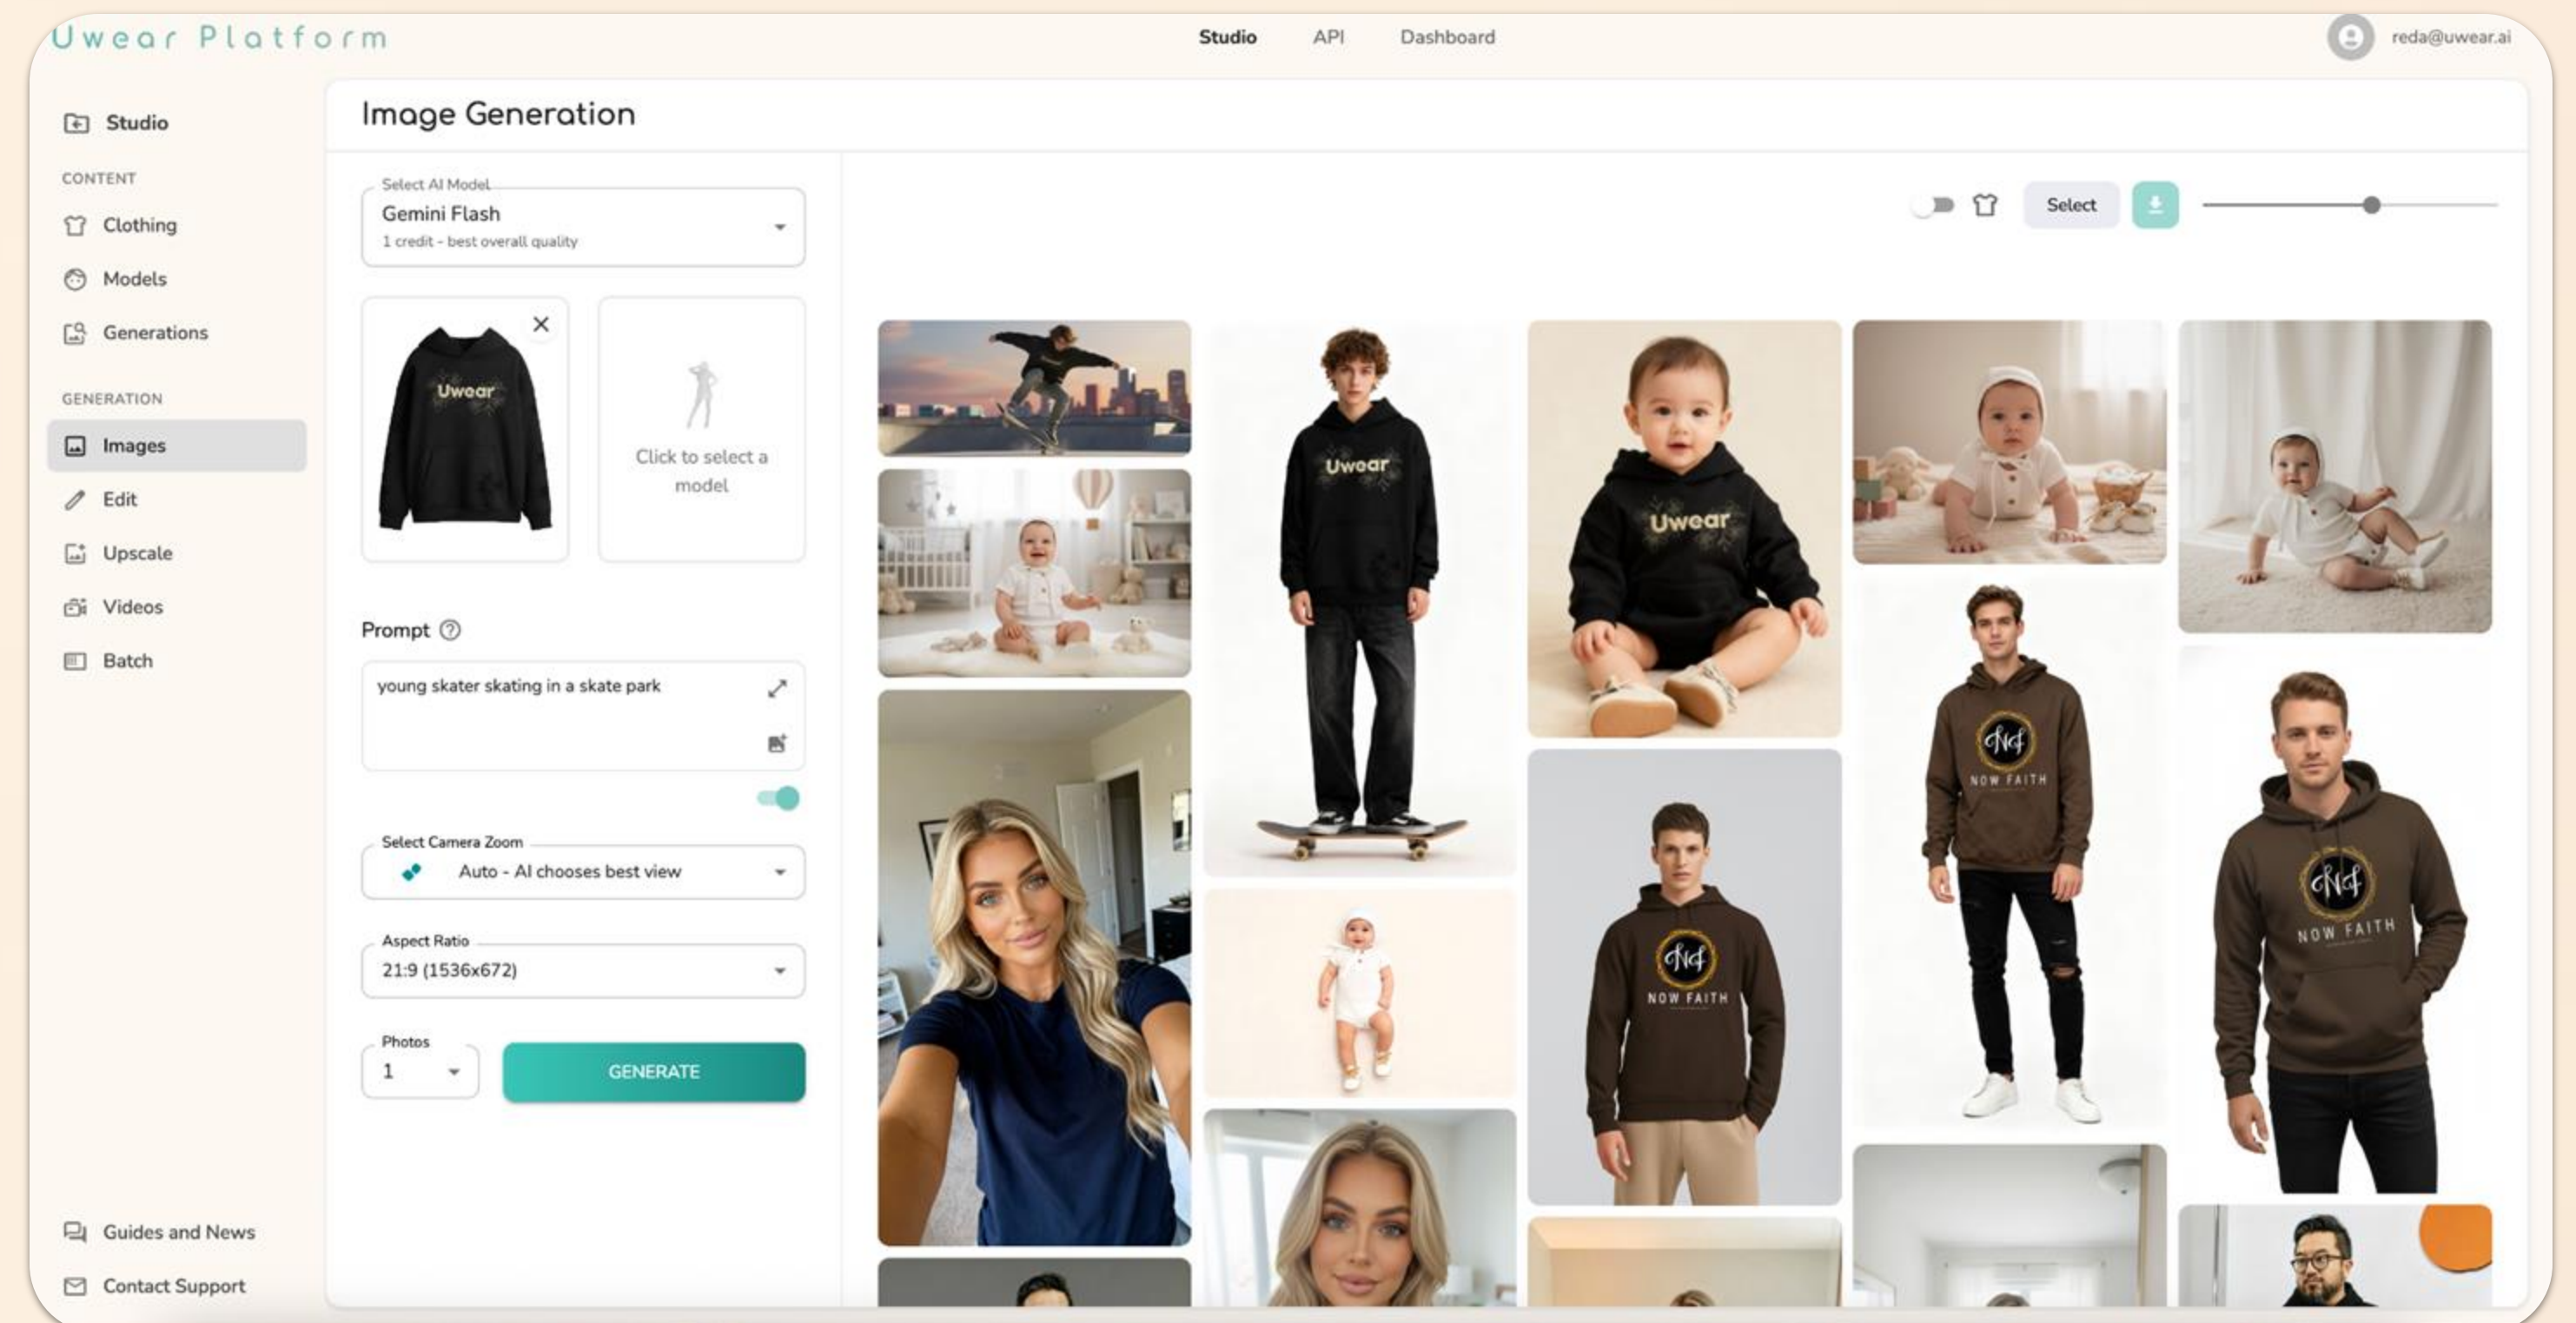 Uwear Platform
Studio
API
Dashboard
reda@uwear.ai
Studio
CONTENT
Clothing
Models
Generations
GENERATION
Images
Edit
Upscale
Videos
Batch
Guides and News
Contact Support
Image Generation
Select AI Model
Gemini Flash
1 credit - best overall quality
Uwear
Click to select a
model
Prompt
young skater skating in a skate park
Select Camera Zoom
Auto - AI chooses best view
Aspect Ratio
21:9 (1536x672)
Photos
1
GENERATE
Select
Uwear
Uwear
NOW FAITH
NOW FAITH
NOW FAITH